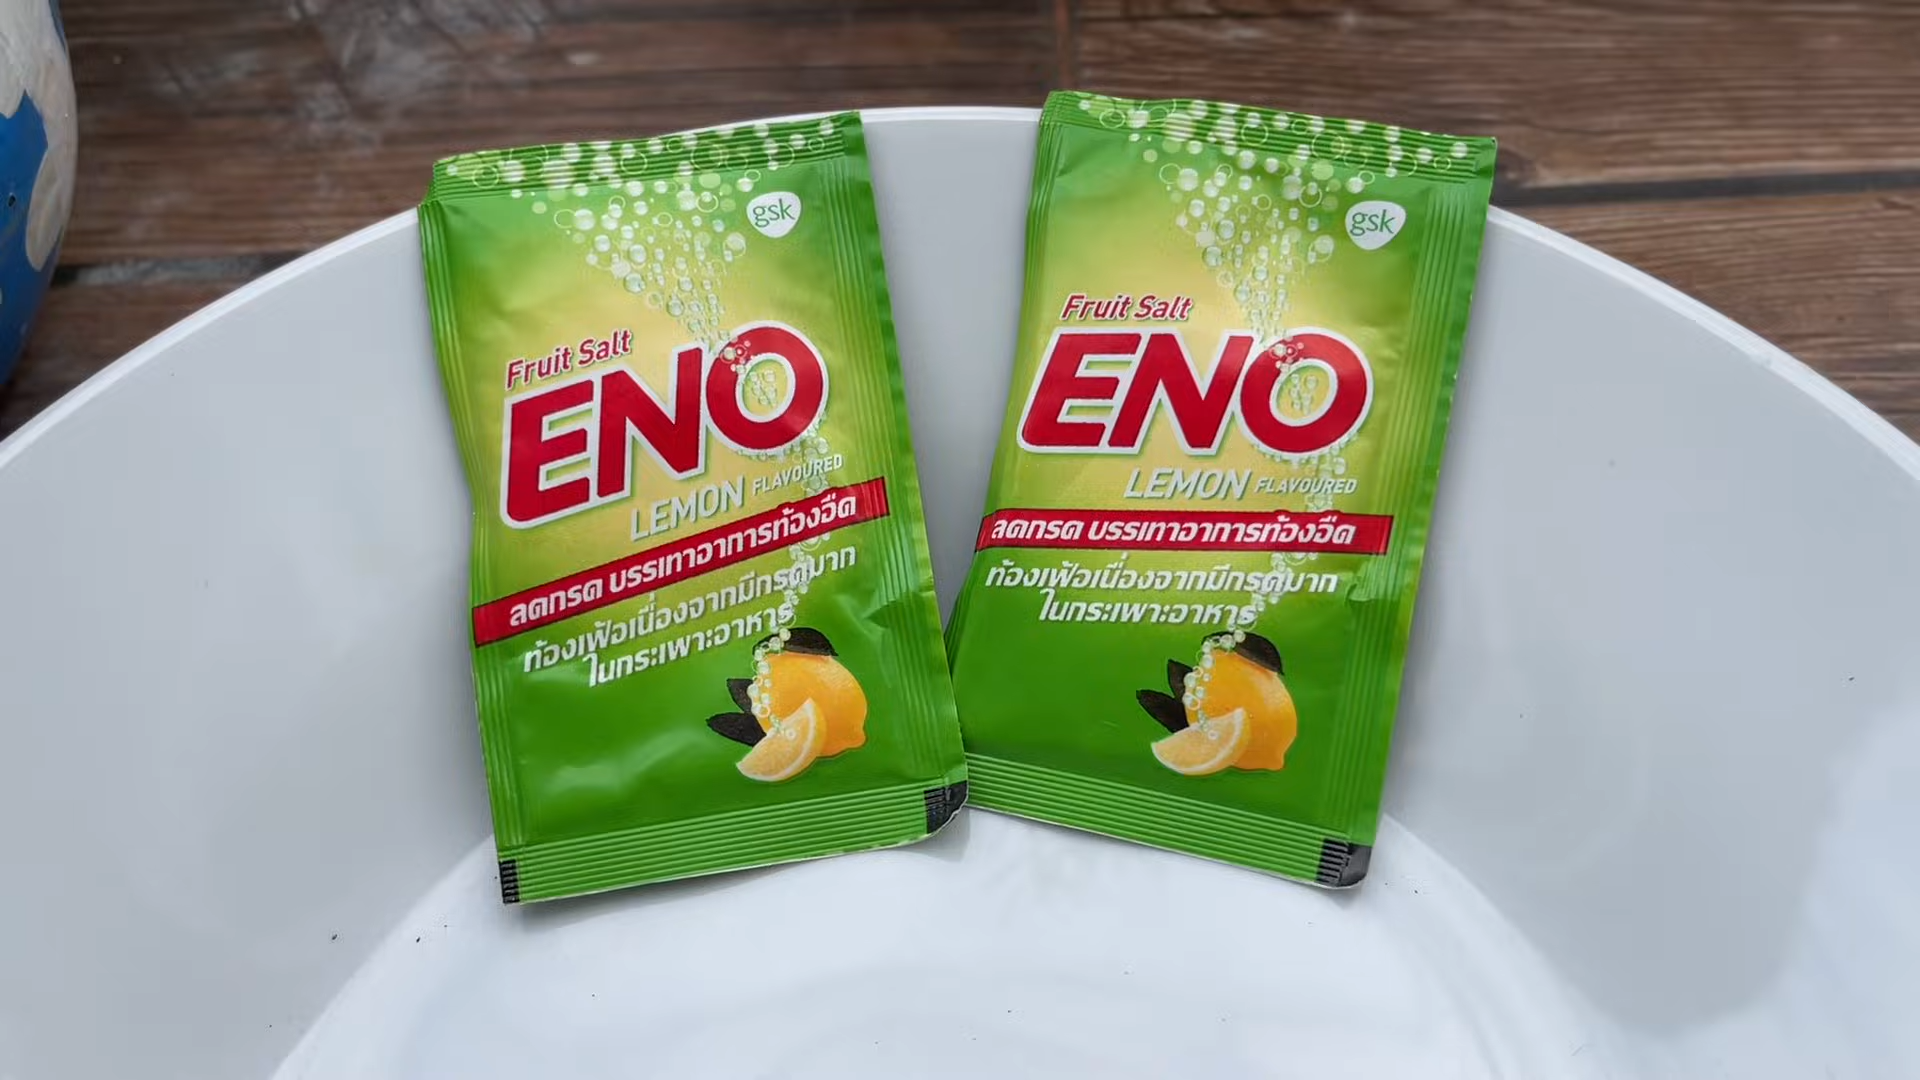 gsk
Fruit Salt
ENO
LEMON FLAVOURED
ลดกรด บรรเทาอาการท้องอืด
ท้องเฟ้อเนื่องจากมีกรดมาก
ในกระเพาะอาหาร
gsk
Fruit Salt
ENO
LEMON FLAVOURED
ลดกรด บรรเทาอาการท้องอืด
ท้องเฟ้อเนื่องจากมีกรดมาก
ในกระเพาะอาหาร